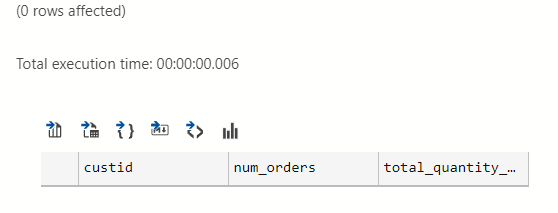 (0 rows affected)
Total execution time: 00:00:00.006
custid num_orders total_quantity_...